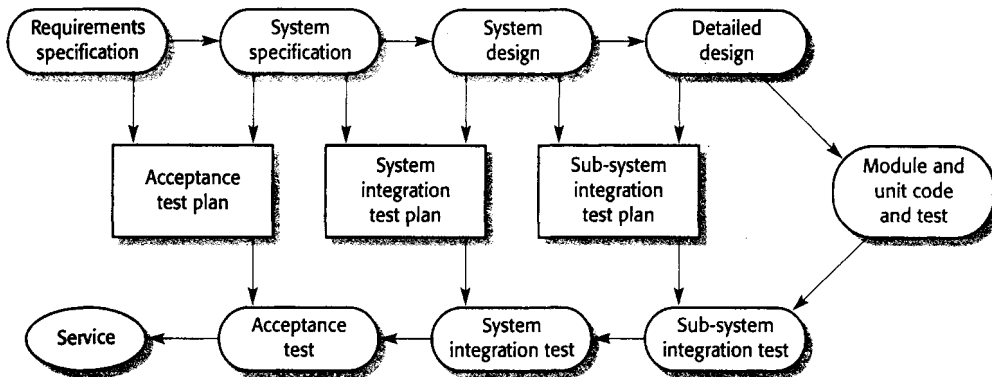 Requirements
specification
System
specification
System
design
Detailed
design
Acceptance
test plan
System
integration
test plan
Sub-system
integration
test plan
Module and
unit code
and test
Service
Acceptance
test
System
integration test
Sub-system
integration test